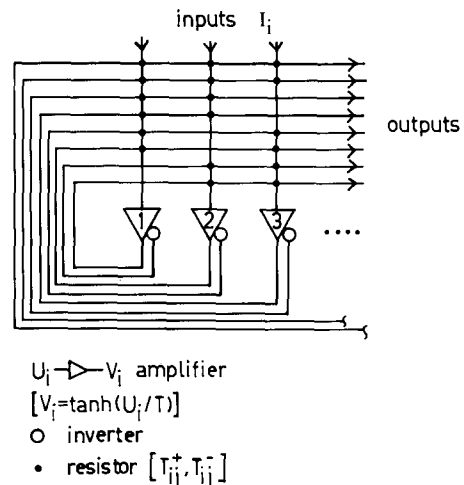 inputs I_i
outputs
1 2 3 ....
U_i V_i amplifier
[V_i=tanh(U_i/T)]
inverter
resistor [T_ij^+, T_ij^-]